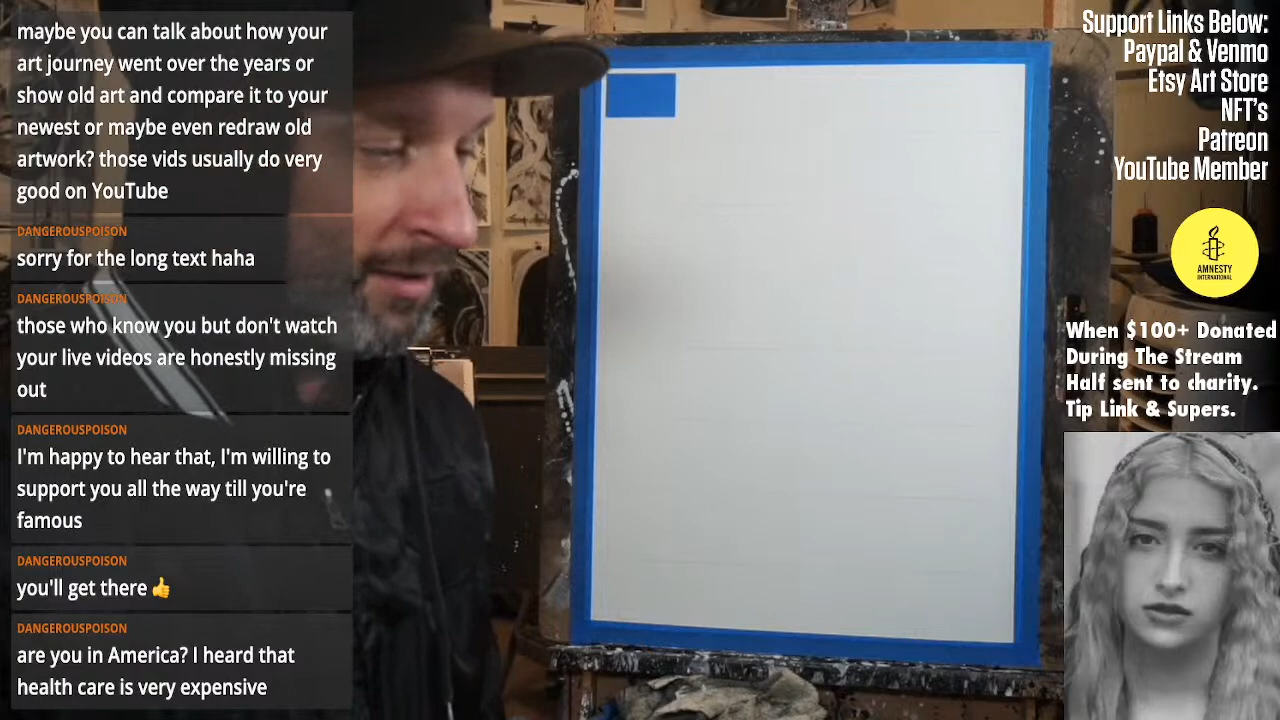 maybe you can talk about how your
art journey went over the years or
show old art and compare it to your
newest or maybe even redraw old
artwork? those vids usually do very
good on YouTube
DANGEROUSPOISON
sorry for the long text haha
DANGEROUSPOISON
those who know you but don't watch
your live videos are honestly missing
out
DANGEROUSPOISON
I'm happy to hear that, I'm willing to
support you all the way till you're
famous
DANGEROUSPOISON
you'll get there 👍
DANGEROUSPOISON
are you in America? I heard that
health care is very expensive
Support Links Below:
Paypal & Venmo
Etsy Art Store
NFT's
Patreon
YouTube Member
AMNESTY
INTERNATIONAL
When $100+ Donated
During The Stream
Half sent to charity.
Tip Link & Supers.